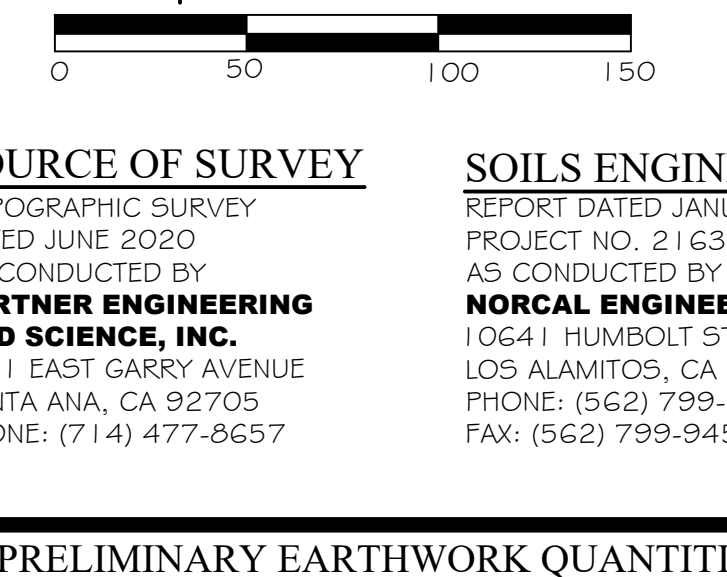 0 50 100 150
OURCE OF SURVEY
POGRAPHIC SURVEY
ED JUNE 2020
CONDUCTED BY
RTNER ENGINEERING
D SCIENCE, INC.
1 EAST GARRY AVENUE
NTA ANA, CA 92705
ONE: (714) 477-8657
SOILS ENGIN
REPORT DATED JANU
PROJECT NO. 2163
AS CONDUCTED BY
NORCAL ENGINEE
10641 HUMBOLT ST
LOS ALAMITOS, CA
PHONE: (562) 799-
FAX: (562) 799-945
PRELIMINARY EARTHWORK QUANTITI